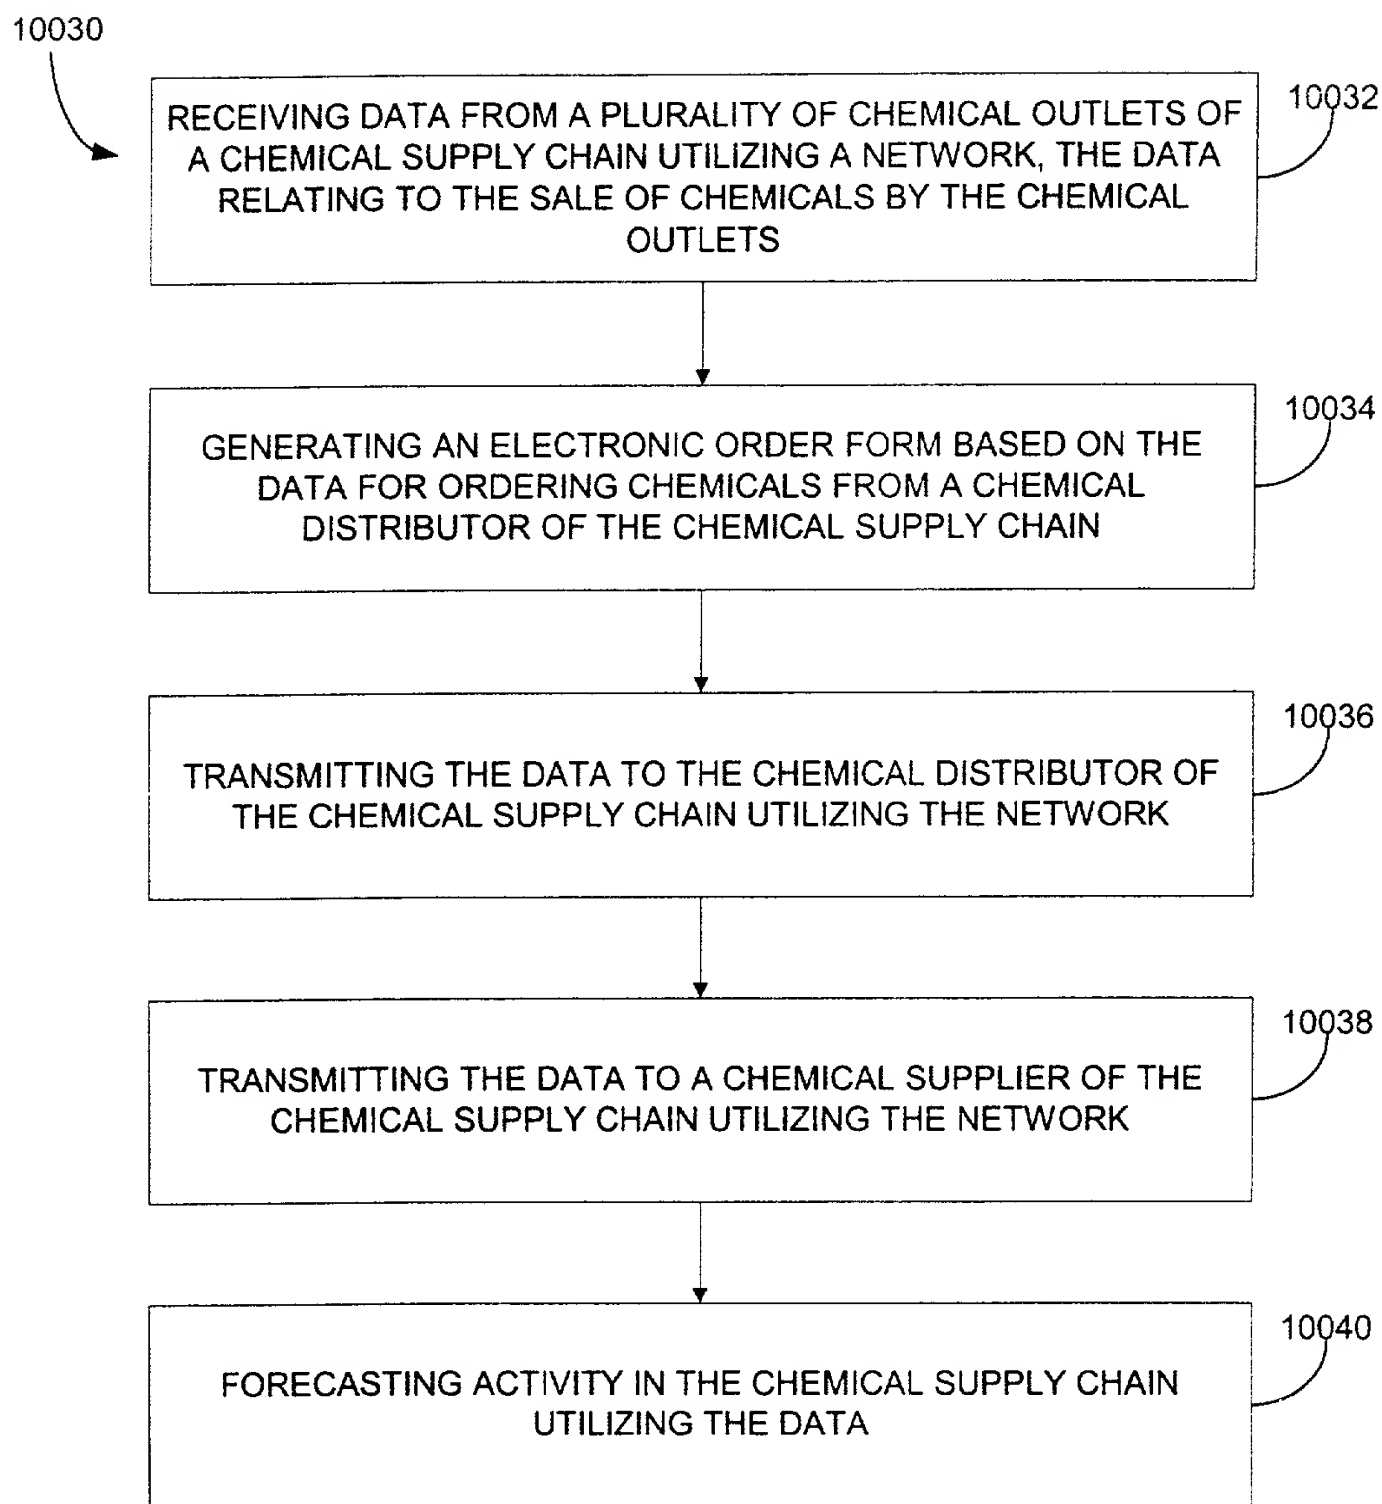 10030
10032
RECEIVING DATA FROM A PLURALITY OF CHEMICAL OUTLETS OF
A CHEMICAL SUPPLY CHAIN UTILIZING A NETWORK, THE DATA
RELATING TO THE SALE OF CHEMICALS BY THE CHEMICAL
OUTLETS
10034
GENERATING AN ELECTRONIC ORDER FORM BASED ON THE
DATA FOR ORDERING CHEMICALS FROM A CHEMICAL
DISTRIBUTOR OF THE CHEMICAL SUPPLY CHAIN
10036
TRANSMITTING THE DATA TO THE CHEMICAL DISTRIBUTOR OF
THE CHEMICAL SUPPLY CHAIN UTILIZING THE NETWORK
10038
TRANSMITTING THE DATA TO A CHEMICAL SUPPLIER OF THE
CHEMICAL SUPPLY CHAIN UTILIZING THE NETWORK
10040
FORECASTING ACTIVITY IN THE CHEMICAL SUPPLY CHAIN
UTILIZING THE DATA